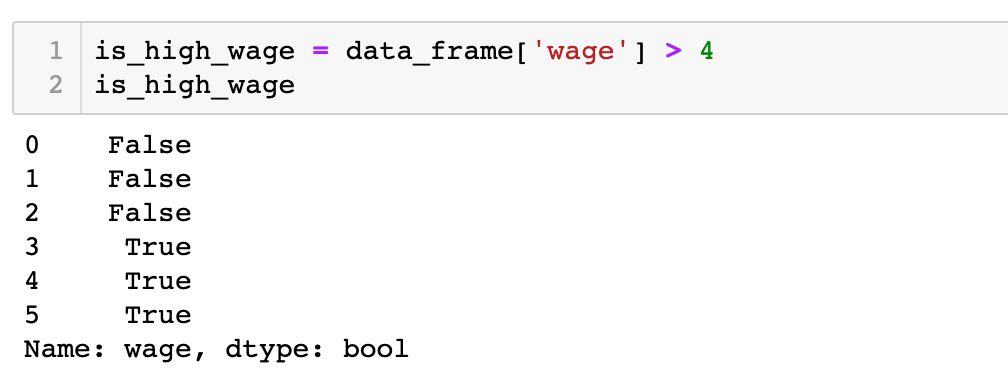 1 is_high_wage = data_frame['wage'] > 4
2 is_high_wage
0 False
1 False
2 False
3 True
4 True
5 True
Name: wage, dtype: bool